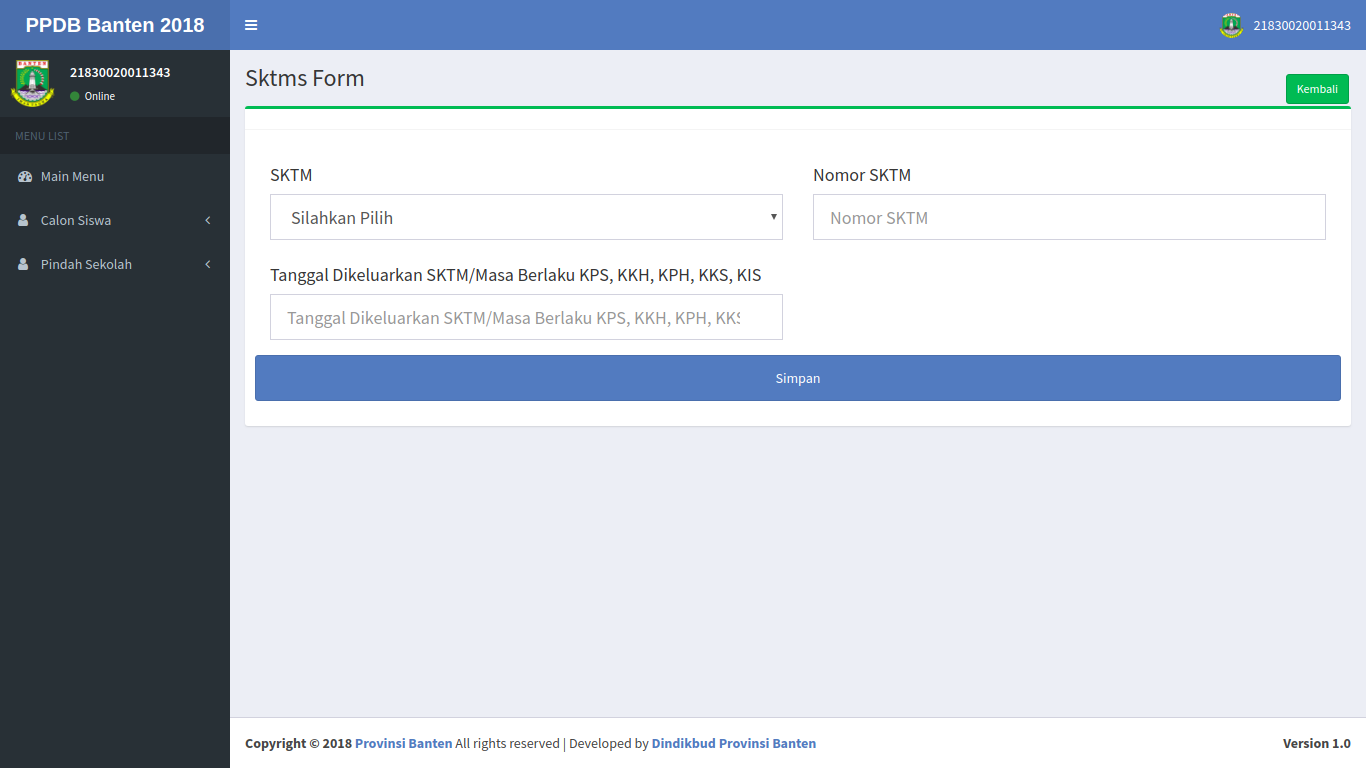 PPDB Banten 2018
21830020011343
21830020011343
Online
MENU LIST
Main Menu
Calon Siswa
Pindah Sekolah
Sktms Form
Kembali
SKTM
Silahkan Pilih
Nomor SKTM
Nomor SKTM
Tanggal Dikeluarkan SKTM/Masa Berlaku KPS, KKH, KPH, KKS, KIS
Tanggal Dikeluarkan SKTM/Masa Berlaku KPS, KKH, KPH, KKS
Simpan
Copyright © 2018 Provinsi Banten All rights reserved | Developed by Dindikbud Provinsi Banten
Version 1.0